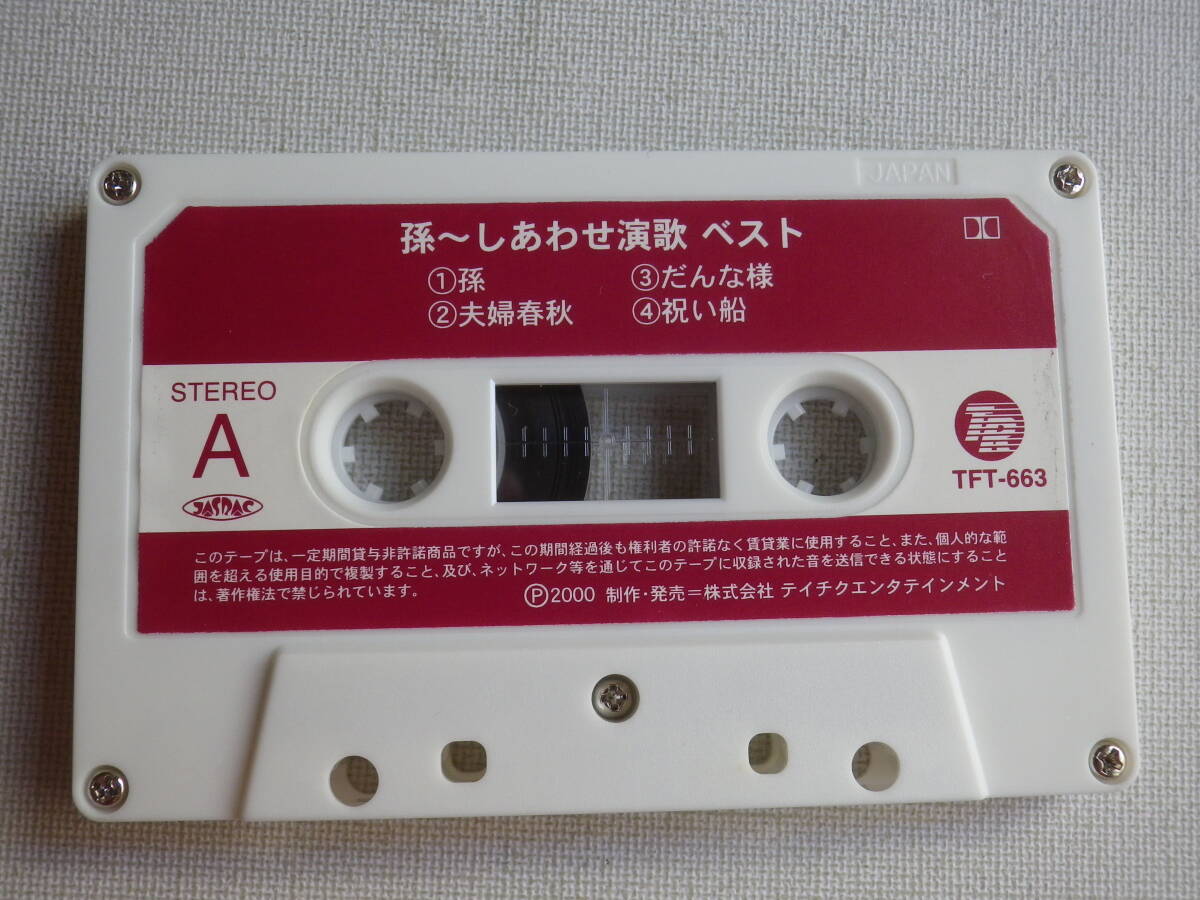 JAPAN
孫～しあわせ演歌 ベスト
①孫 ③だんな様
②夫婦春秋 ④祝い船
STEREO
A
JASRAC
TFT-663
このテープは、一定期間貸与非許諾商品ですが、この期間経過後も権利者の許諾なく賃貸業に使用すること、また、個人的な範
囲を超える使用目的で複製すること、及び、ネットワーク等を通じてこのテープに収録された音を送信できる状態にすること
は、著作権法で禁じられています。
Ⓟ2000 制作・発売＝株式会社 テイチクエンタテインメント